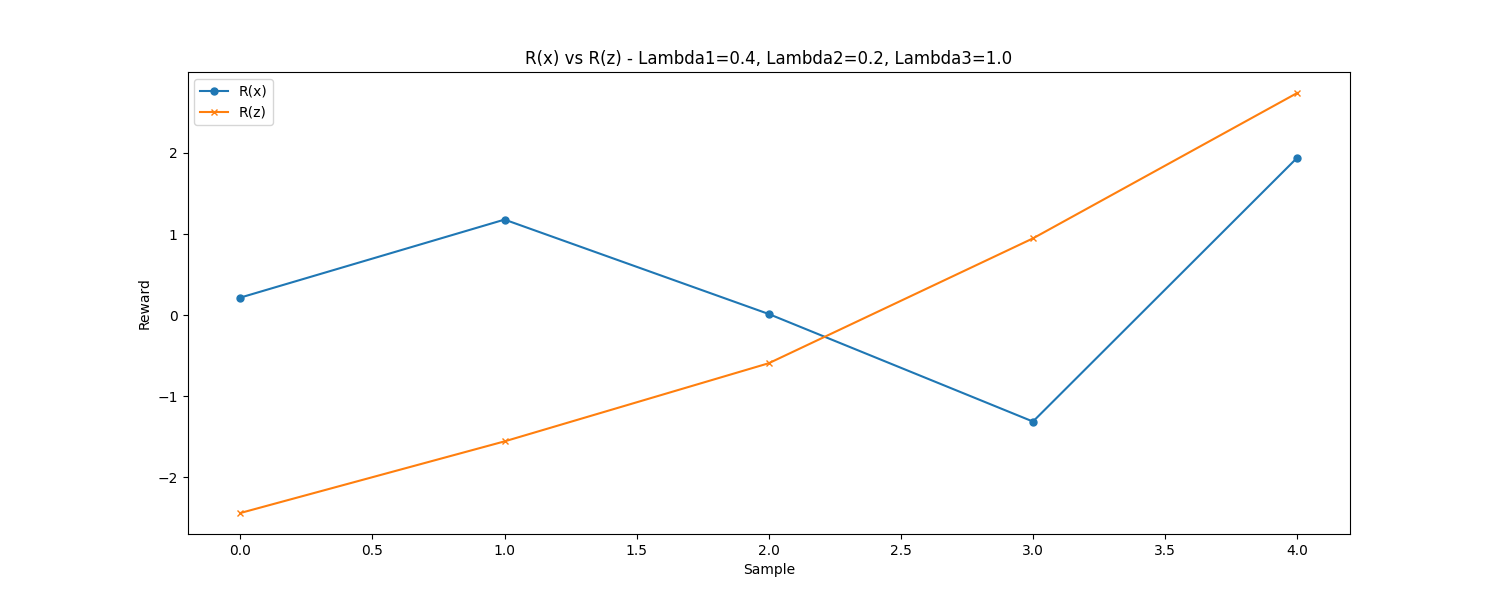 R(x) vs R(z) - Lambda1=0.4, Lambda2=0.2, Lambda3=1.0
R(x)
R(z)
2
1
0
−1
−2
Reward
0.0 0.5 1.0 1.5 2.0 2.5 3.0 3.5 4.0
Sample